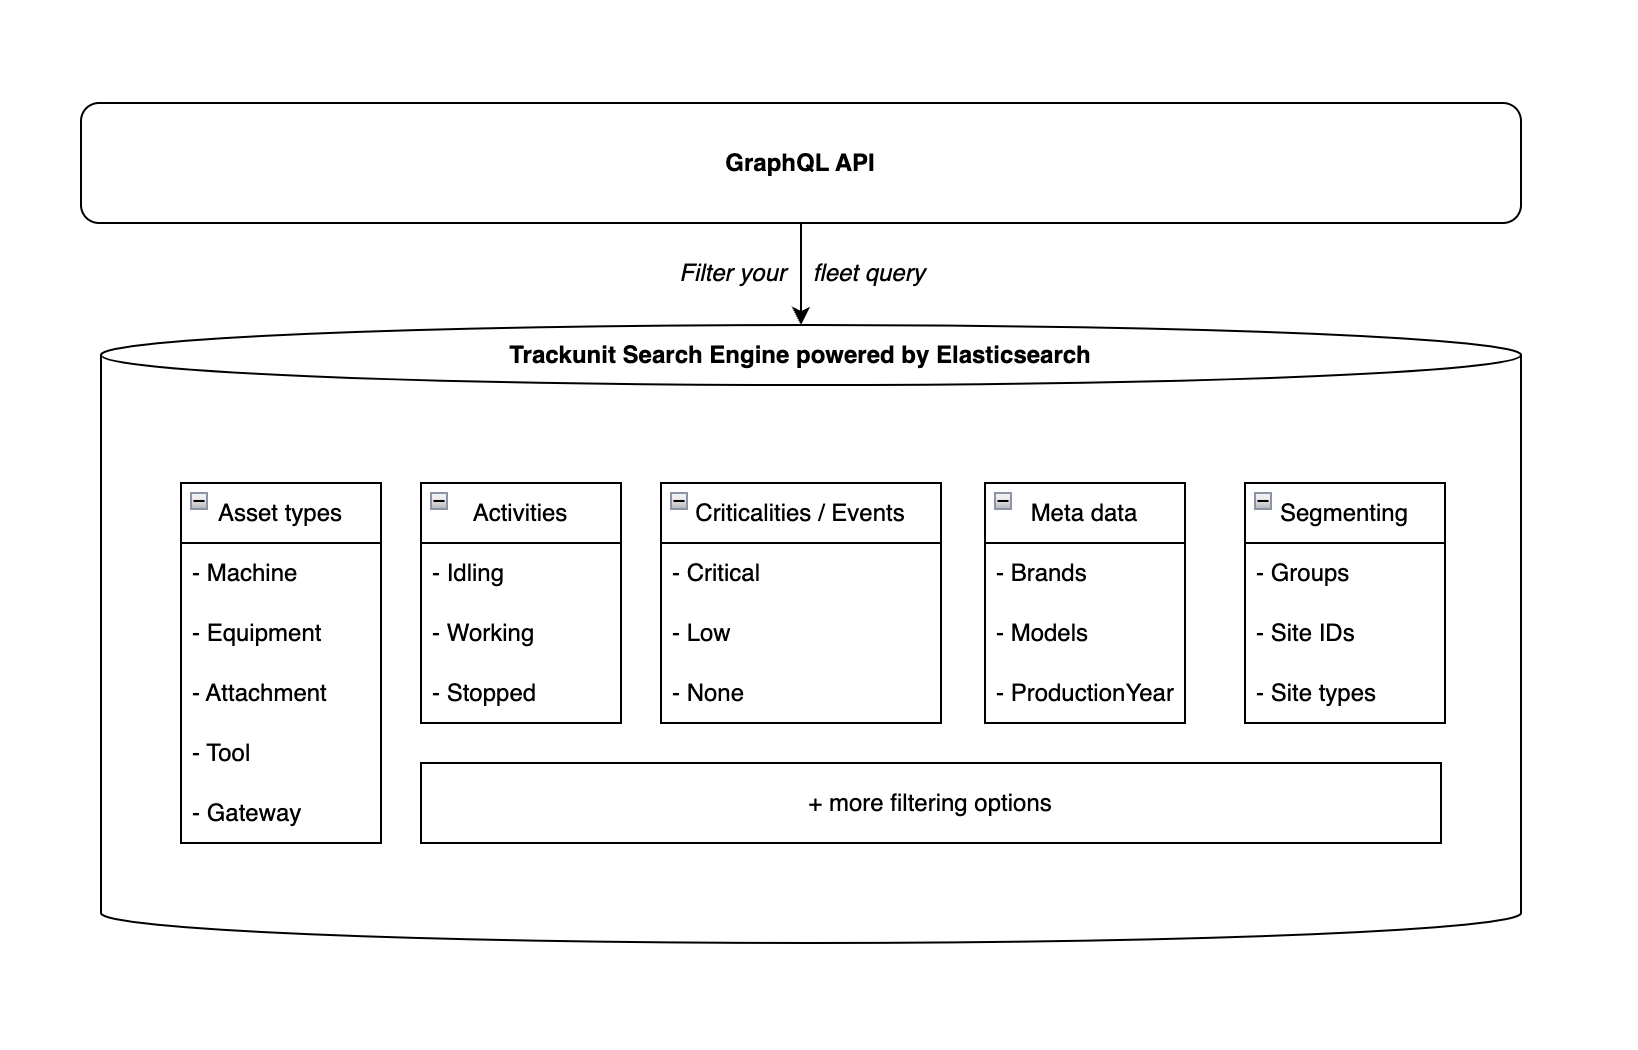 GraphQL API
Filter your fleet query
Trackunit Search Engine powered by Elasticsearch
Asset types
- Machine
- Equipment
- Attachment
- Tool
- Gateway
Activities
- Idling
- Working
- Stopped
Criticalities / Events
- Critical
- Low
- None
Meta data
- Brands
- Models
- ProductionYear
Segmenting
- Groups
- Site IDs
- Site types
+ more filtering options